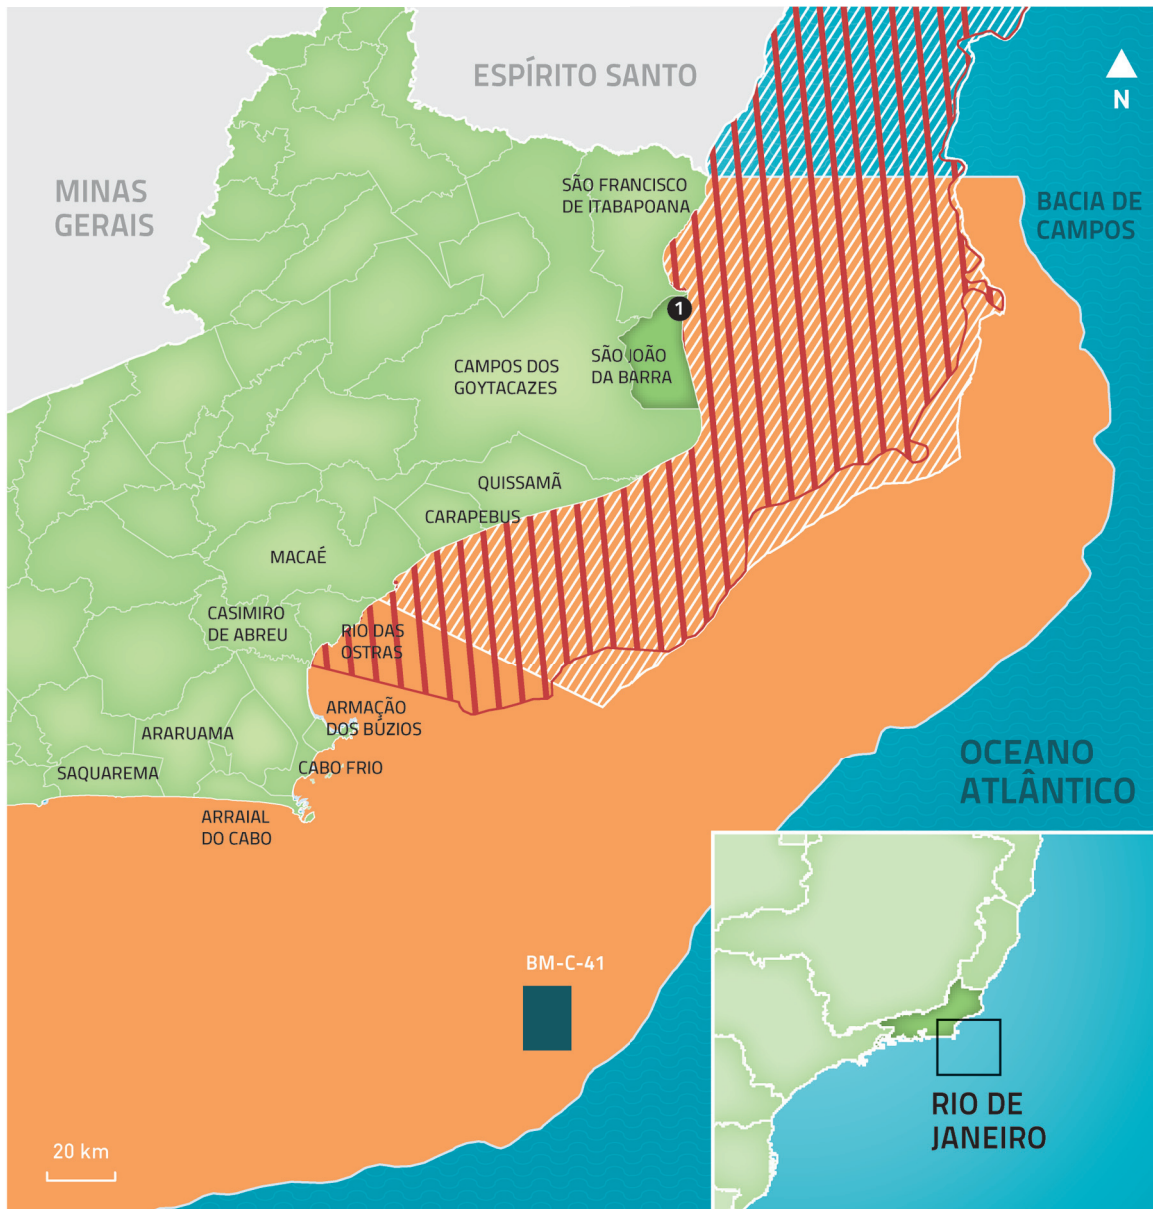 ESPÍRITO SANTO
N
MINAS
GERAIS
SÃO FRANCISCO
DE ITABAPOANA
BACIA DE
CAMPOS
1
SÃO JOÃO
DA BARRA
CAMPOS DOS
GOYTACAZES
QUISSAMÃ
CARAPEBUS
MACAÉ
CASIMIRO
DE ABREU
RIO DAS
OSTRAS
ARMAÇÃO
DOS BÚZIOS
ARARUAMA
CABO FRIO
SAQUAREMA
OCEANO
ATLÂNTICO
ARRAIAL
DO CABO
BM-C-41
RIO DE
JANEIRO
20 km